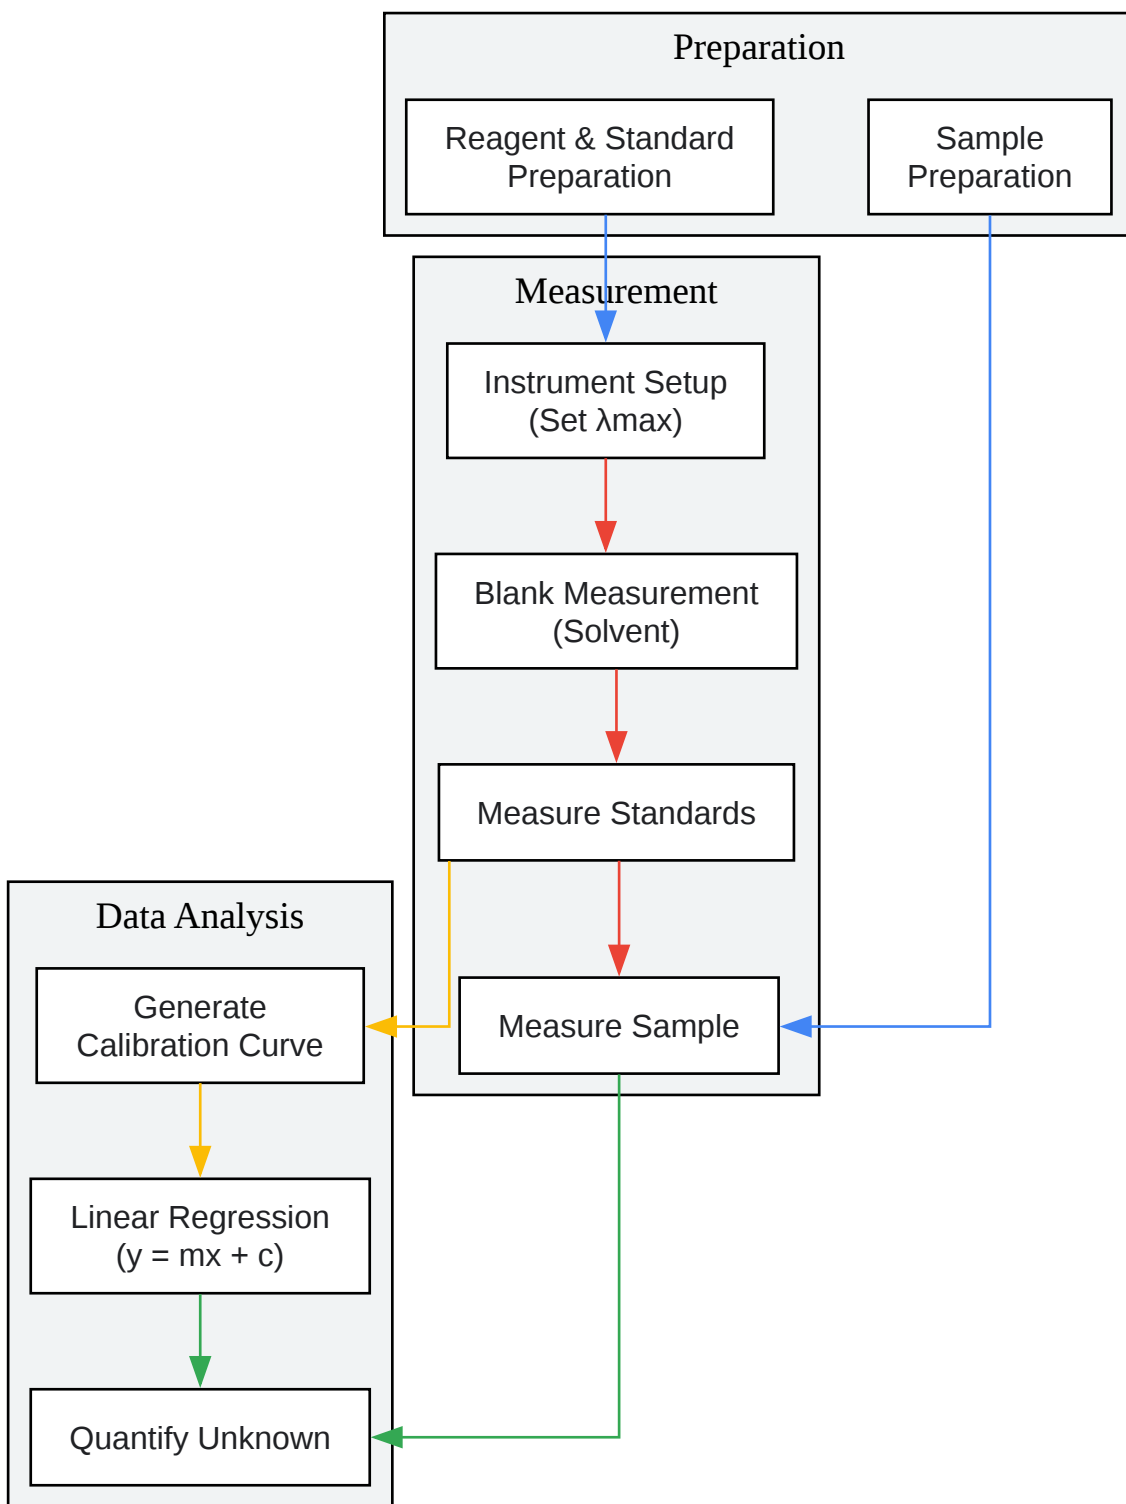 Preparation
Reagent & Standard
Preparation
Sample
Preparation
Measurement
Instrument Setup
(Set λmax)
Blank Measurement
(Solvent)
Measure Standards
Measure Sample
Data Analysis
Generate
Calibration Curve
Linear Regression
(y = mx + c)
Quantify Unknown